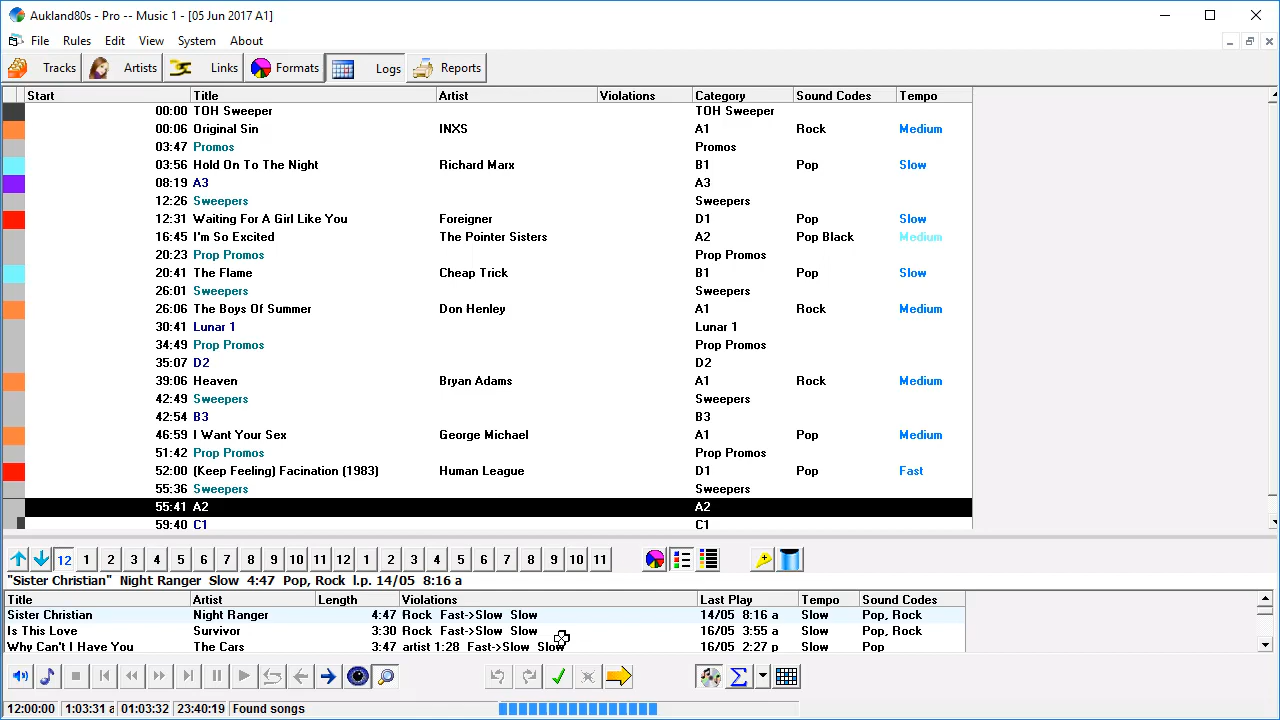 Aukland80s - Pro -- Music 1 - [05 Jun 2017 A1]
File Rules Edit View System About
Tracks Artists Links Formats Logs Reports
Start Title Artist Violations Category Sound Codes Tempo
00:00 TOH Sweeper TOH Sweeper
00:06 Original Sin INXS A1 Rock Medium
03:47 Promos Promos
03:56 Hold On To The Night Richard Marx B1 Pop Slow
08:19 A3 A3
12:26 Sweepers Sweepers
12:31 Waiting For A Girl Like You Foreigner D1 Pop Slow
16:45 I'm So Excited The Pointer Sisters A2 Pop Black Medium
20:23 Prop Promos Prop Promos
20:41 The Flame Cheap Trick B1 Pop Slow
26:01 Sweepers Sweepers
26:06 The Boys Of Summer Don Henley A1 Rock Medium
30:41 Lunar 1 Lunar 1
34:49 Prop Promos Prop Promos
35:07 D2 D2
39:06 Heaven Bryan Adams A1 Rock Medium
42:49 Sweepers Sweepers
42:54 B3 B3
46:59 I Want Your Sex George Michael A1 Pop Medium
51:42 Prop Promos Prop Promos
52:00 (Keep Feeling) Facination (1983) Human League D1 Pop Fast
55:36 Sweepers Sweepers
55:41 A2 A2
59:40 C1 C1
12 1 2 3 4 5 6 7 8 9 10 11 12 1 2 3 4 5 6 7 8 9 10 11
"Sister Christian" Night Ranger Slow 4:47 Pop, Rock l.p. 14/05 8:16 a
Title Artist Length Violations Last Play Tempo Sound Codes
Sister Christian Night Ranger 4:47 Rock Fast->Slow Slow 14/05 8:16 a Slow Pop, Rock
Is This Love Survivor 3:30 Rock Fast->Slow Slow 16/05 3:55 a Slow Pop, Rock
Why Can't I Have You The Cars 3:47 artist 1:28 Fast->Slow Slow 16/05 2:27 p Slow Pop
12:00:00 1:03:31 a 01:03:32 23:40:19 Found songs